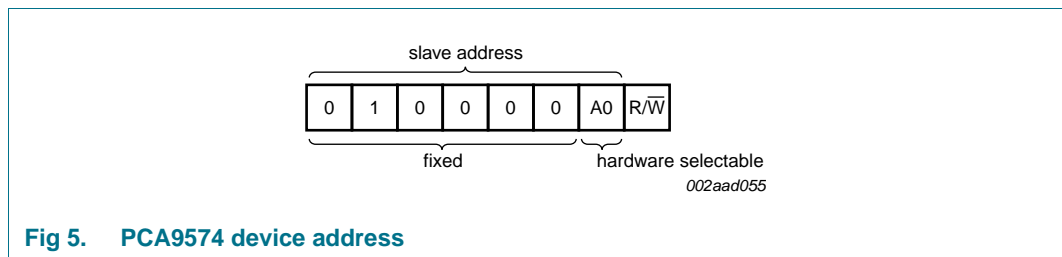 slave address
0 1 0 0 0 0 A0 R/W̅
fixed hardware selectable
002aad055
Fig 5. PCA9574 device address